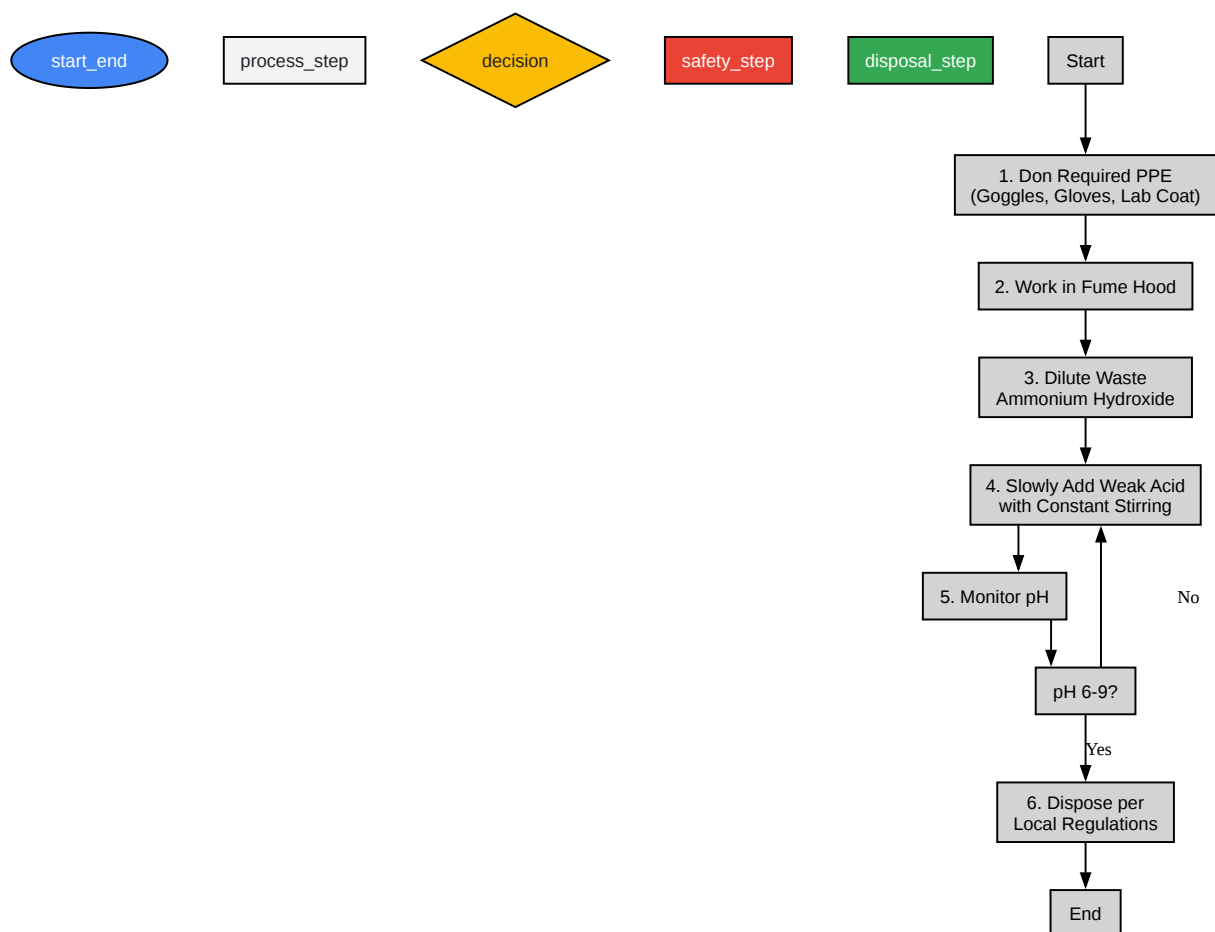 start_end
process_step
decision
safety_step
disposal_step
Start
1. Don Required PPE
(Goggles, Gloves, Lab Coat)
2. Work in Fume Hood
3. Dilute Waste
Ammonium Hydroxide
4. Slowly Add Weak Acid
with Constant Stirring
5. Monitor pH
No
pH 6-9?
Yes
6. Dispose per
Local Regulations
End